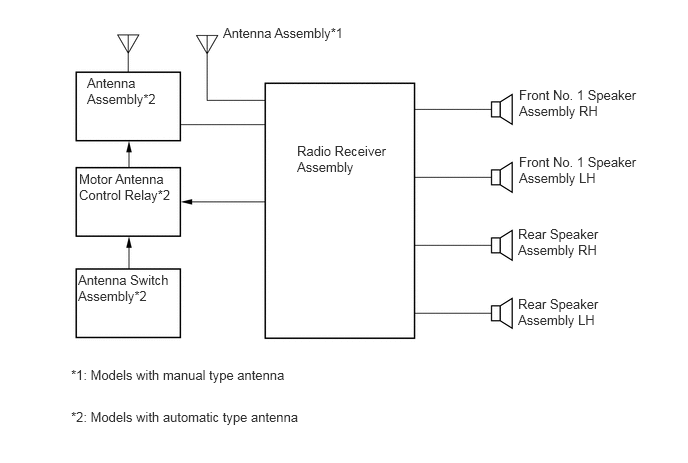 Antenna Assembly*1
Antenna
Assembly*2
Front No. 1 Speaker
Assembly RH
Radio Receiver
Assembly
Front No. 1 Speaker
Assembly LH
Motor Antenna
Control Relay*2
Rear Speaker
Assembly RH
Antenna Switch
Assembly*2
Rear Speaker
Assembly LH
*1: Models with manual type antenna
*2: Models with automatic type antenna